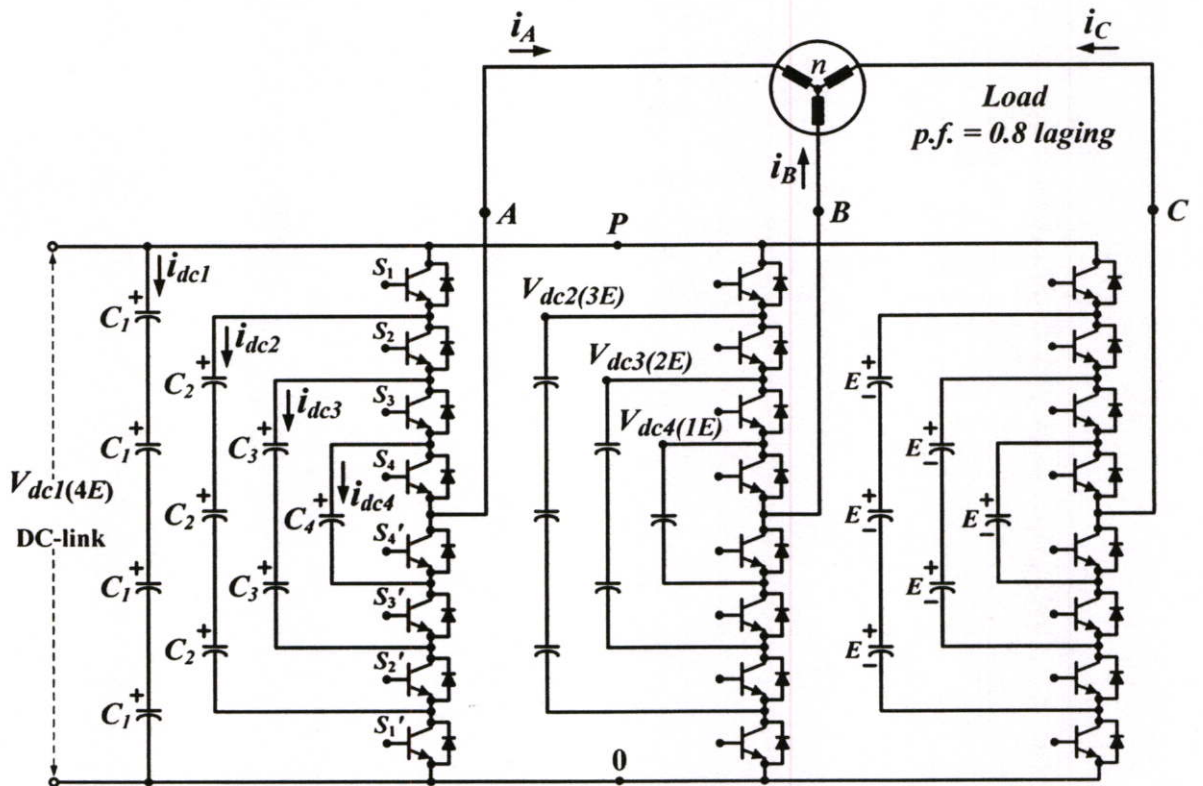 i_A
i_C
n
Load
p.f. = 0.8 laging
i_B
A
P
B
C
i_dc1
S_1
C_1
V_dc2(3E)
i_dc2
S_2
C_2
V_dc3(2E)
E
i_dc3
S_3
C_1
C_3
V_dc4(1E)
E
V_dc1(4E)
S_4
i_dc4
C_2
C_4
E
E
DC-link
S_4'
C_1
C_3
S_3'
E
C_2
S_2'
E
C_1
S_1'
0